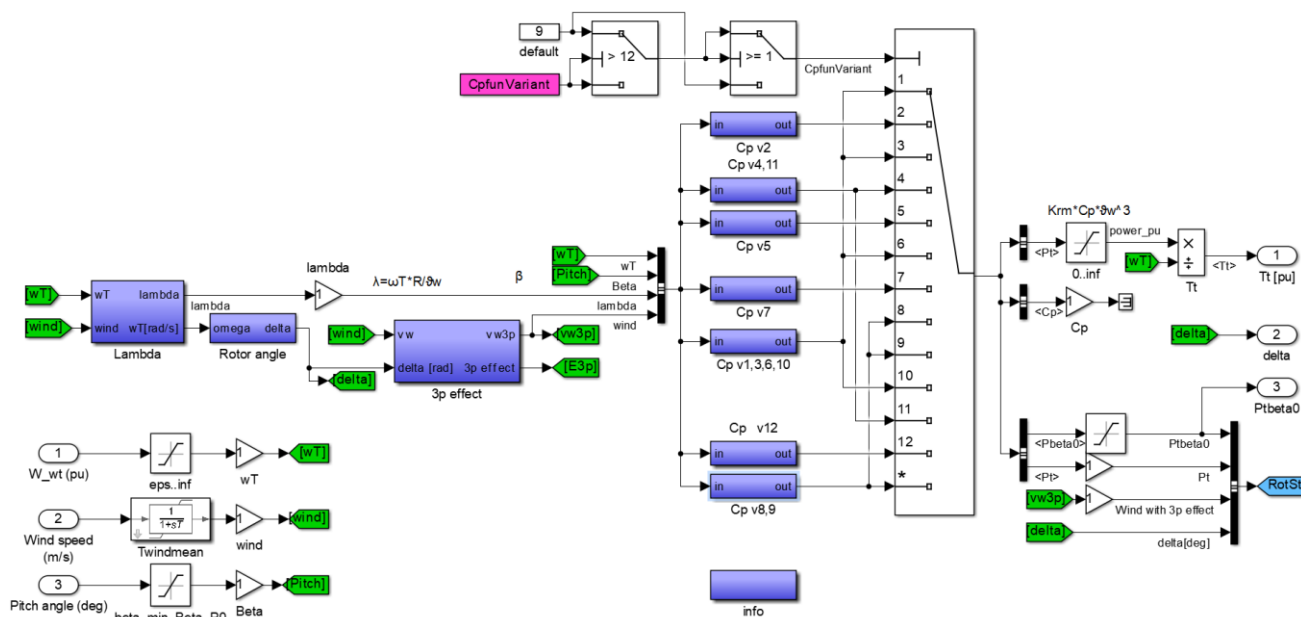 9
default
CpfunVariant
> 12
>= 1
CpfunVariant
1
2
3
4
5
6
7
8
9
10
11
12
*
in out
Cp v2
Cp v4,11
in out
in out
Cp v5
in out
Cp v7
in out
Cp v1,3,6,10
Cp v12
in out
in out
Cp v8,9
info
[wT]
[wind]
wT lambda
wind wT[rad/s]
Lambda
lambda
omega delta
Rotor angle
lambda
1
λ=ωT*R/ϑw
β
[delta]
[wind]
vw vw3p
delta [rad] 3p effect
3p effect
[vw3p]
[E3p]
[wT]
wT
[Pitch]
Beta
lambda
wind
1
W_wt (pu)
eps..inf
1
wT
[wT]
2
Wind speed
(m/s)
1
1+sT
Twindmean
1
wind
[wind]
3
Pitch angle (deg)
1
Beta
[Pitch]
Krm*Cp*ϑw^3
<Pt>
0..inf
power_pu
[wT]
×
÷
Tt
<Tt>
1
Tt [pu]
<Cp>
1
Cp
[delta]
2
delta
3
Ptbeta0
<Pbeta0>
Ptbeta0
<Pt>
1
Pt
[vw3p]
1
Wind with 3p effect
[delta]
delta[deg]
RotSt